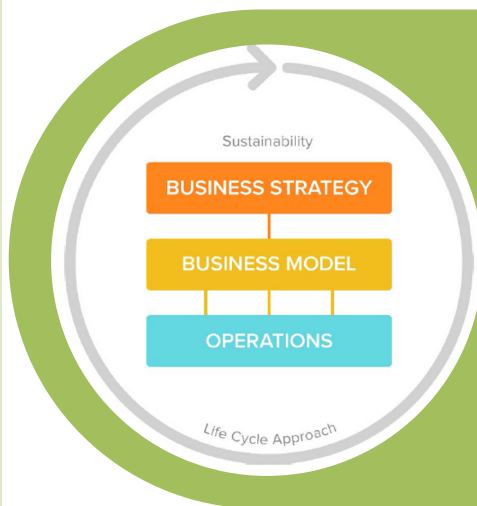 Sustainability
BUSINESS STRATEGY
BUSINESS MODEL
OPERATIONS
Life Cycle Approach